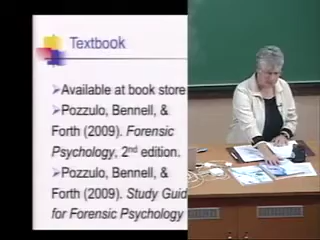 Textbook
➢Available at book store
➢Pozzulo, Bennell, &
Forth (2009). Forensic
Psychology, 2nd edition.
➢Pozzulo, Bennell, &
Forth (2009). Study Guid
for Forensic Psychology